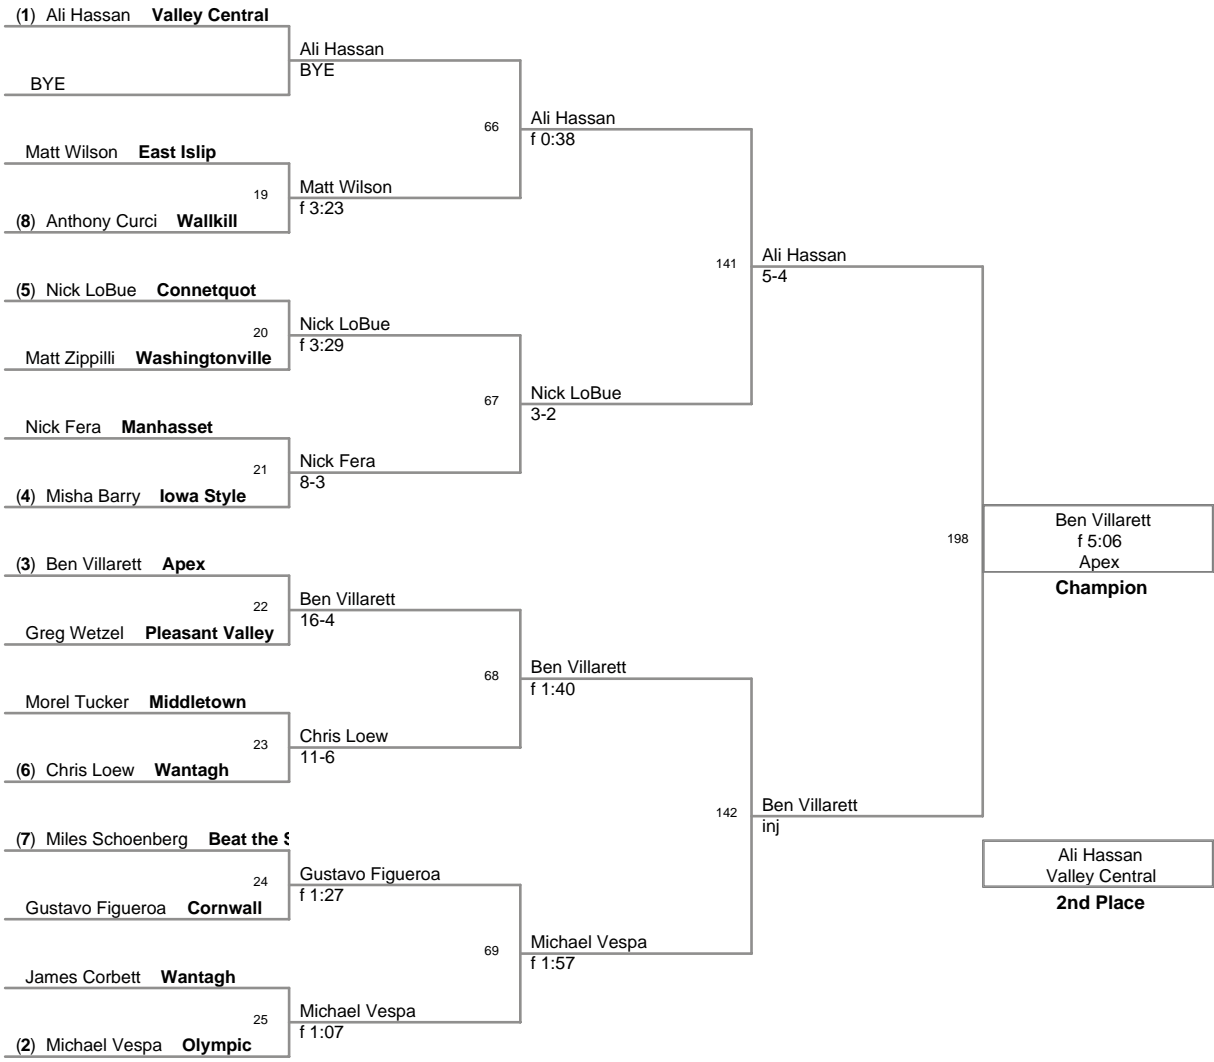 (1) Ali Hassan Valley Central
Ali Hassan
BYE
BYE
66
Ali Hassan
f 0:38
Matt Wilson East Islip
19
Matt Wilson
f 3:23
(8) Anthony Curci Wallkill
141
Ali Hassan
5-4
(5) Nick LoBue Connetquot
20
Nick LoBue
f 3:29
Matt Zippilli Washingtonville
67
Nick LoBue
3-2
Nick Fera Manhasset
21
Nick Fera
8-3
(4) Misha Barry Iowa Style
198
Ben Villarett
f 5:06
Apex
Champion
(3) Ben Villarett Apex
22
Ben Villarett
16-4
Greg Wetzel Pleasant Valley
68
Ben Villarett
f 1:40
Morel Tucker Middletown
23
Chris Loew
11-6
(6) Chris Loew Wantagh
142
Ben Villarett
inj
(7) Miles Schoenberg Beat the
24
Gustavo Figueroa
f 1:27
Gustavo Figueroa Cornwall
Ali Hassan
Valley Central
2nd Place
69
Michael Vespa
f 1:57
James Corbett Wantagh
25
Michael Vespa
f 1:07
(2) Michael Vespa Olympic